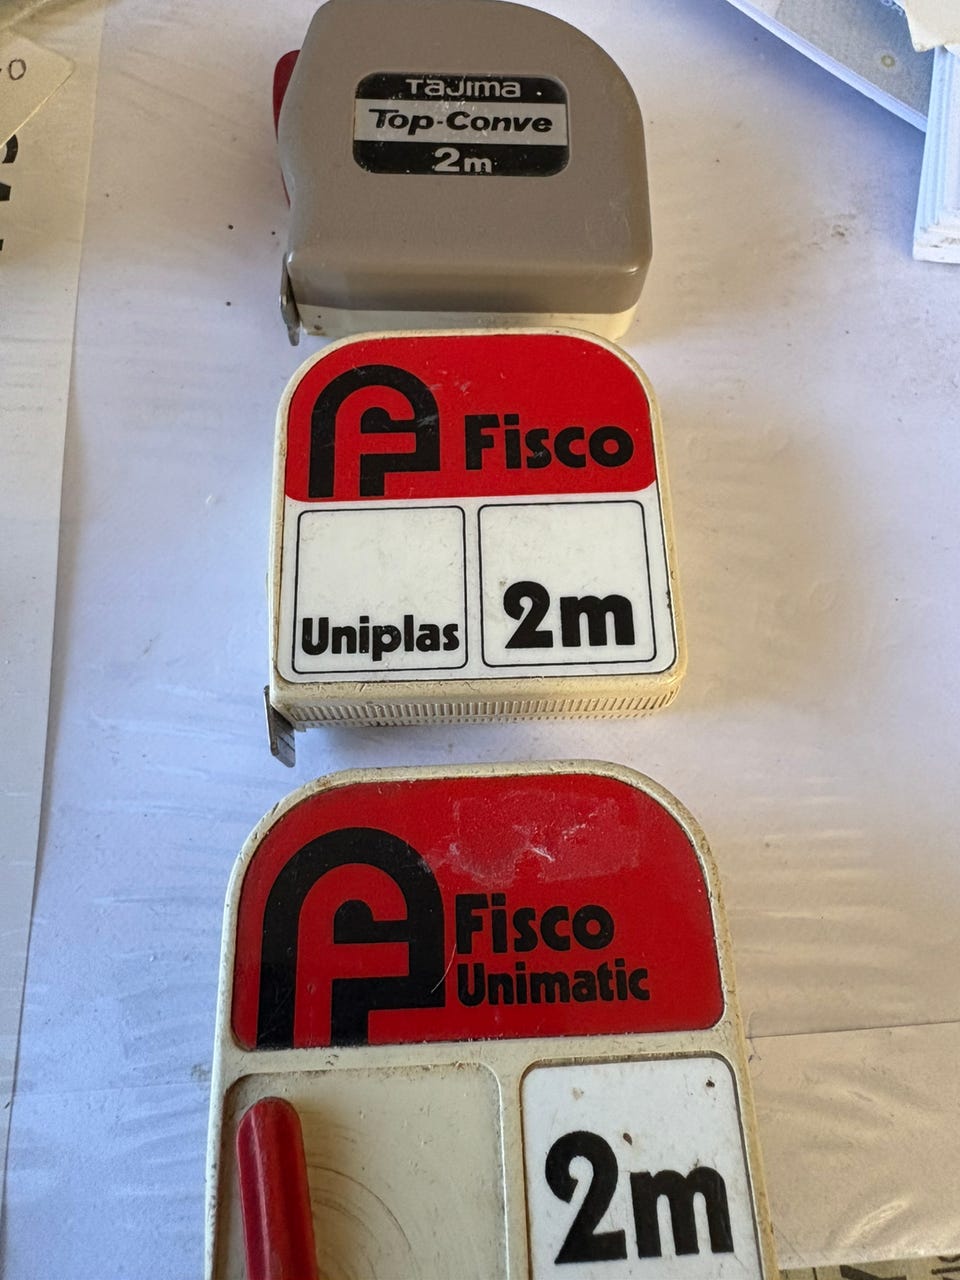 TaJima
Top-Conve
2m
Fisco
Uniplas
2m
Fisco
Unimatic
2m